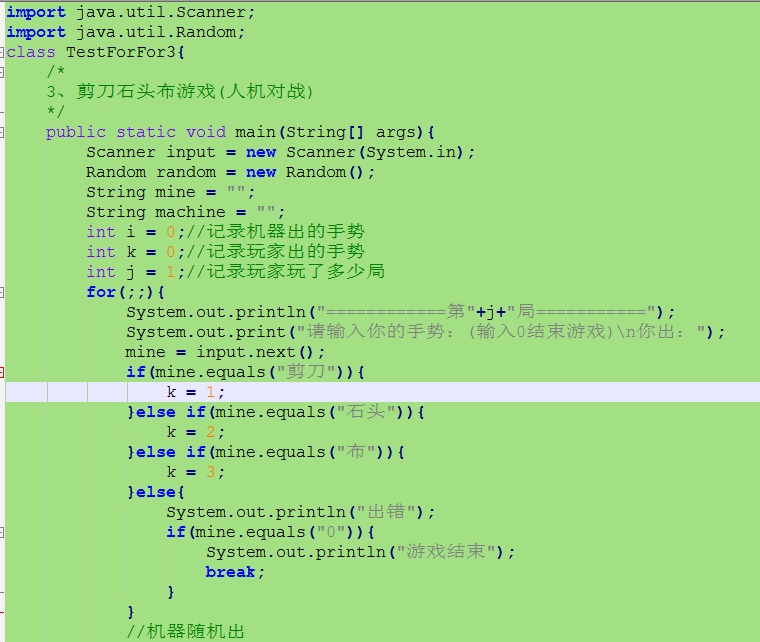 import java.util.Scanner;
import java.util.Random;
class TestForFor3{
    /*
    3、剪刀石头布游戏(人机对战)
    */
    public static void main(String[] args){
        Scanner input = new Scanner(System.in);
        Random random = new Random();
        String mine = "";
        String machine = "";
        int i = 0;//记录机器出的手势
        int k = 0;//记录玩家出的手势
        int j = 1;//记录玩家玩了多少局
        for(;;){
            System.out.println("============第"+j+"局===========");
            System.out.print("请输入你的手势：(输入0结束游戏)\n你出：");
            mine = input.next();
            if(mine.equals("剪刀")){
                k = 1;
            }else if(mine.equals("石头")){
                k = 2;
            }else if(mine.equals("布")){
                k = 3;
            }else{
                System.out.println("出错");
                if(mine.equals("0")){
                    System.out.println("游戏结束");
                    break;
                }
            }
            //机器随机出